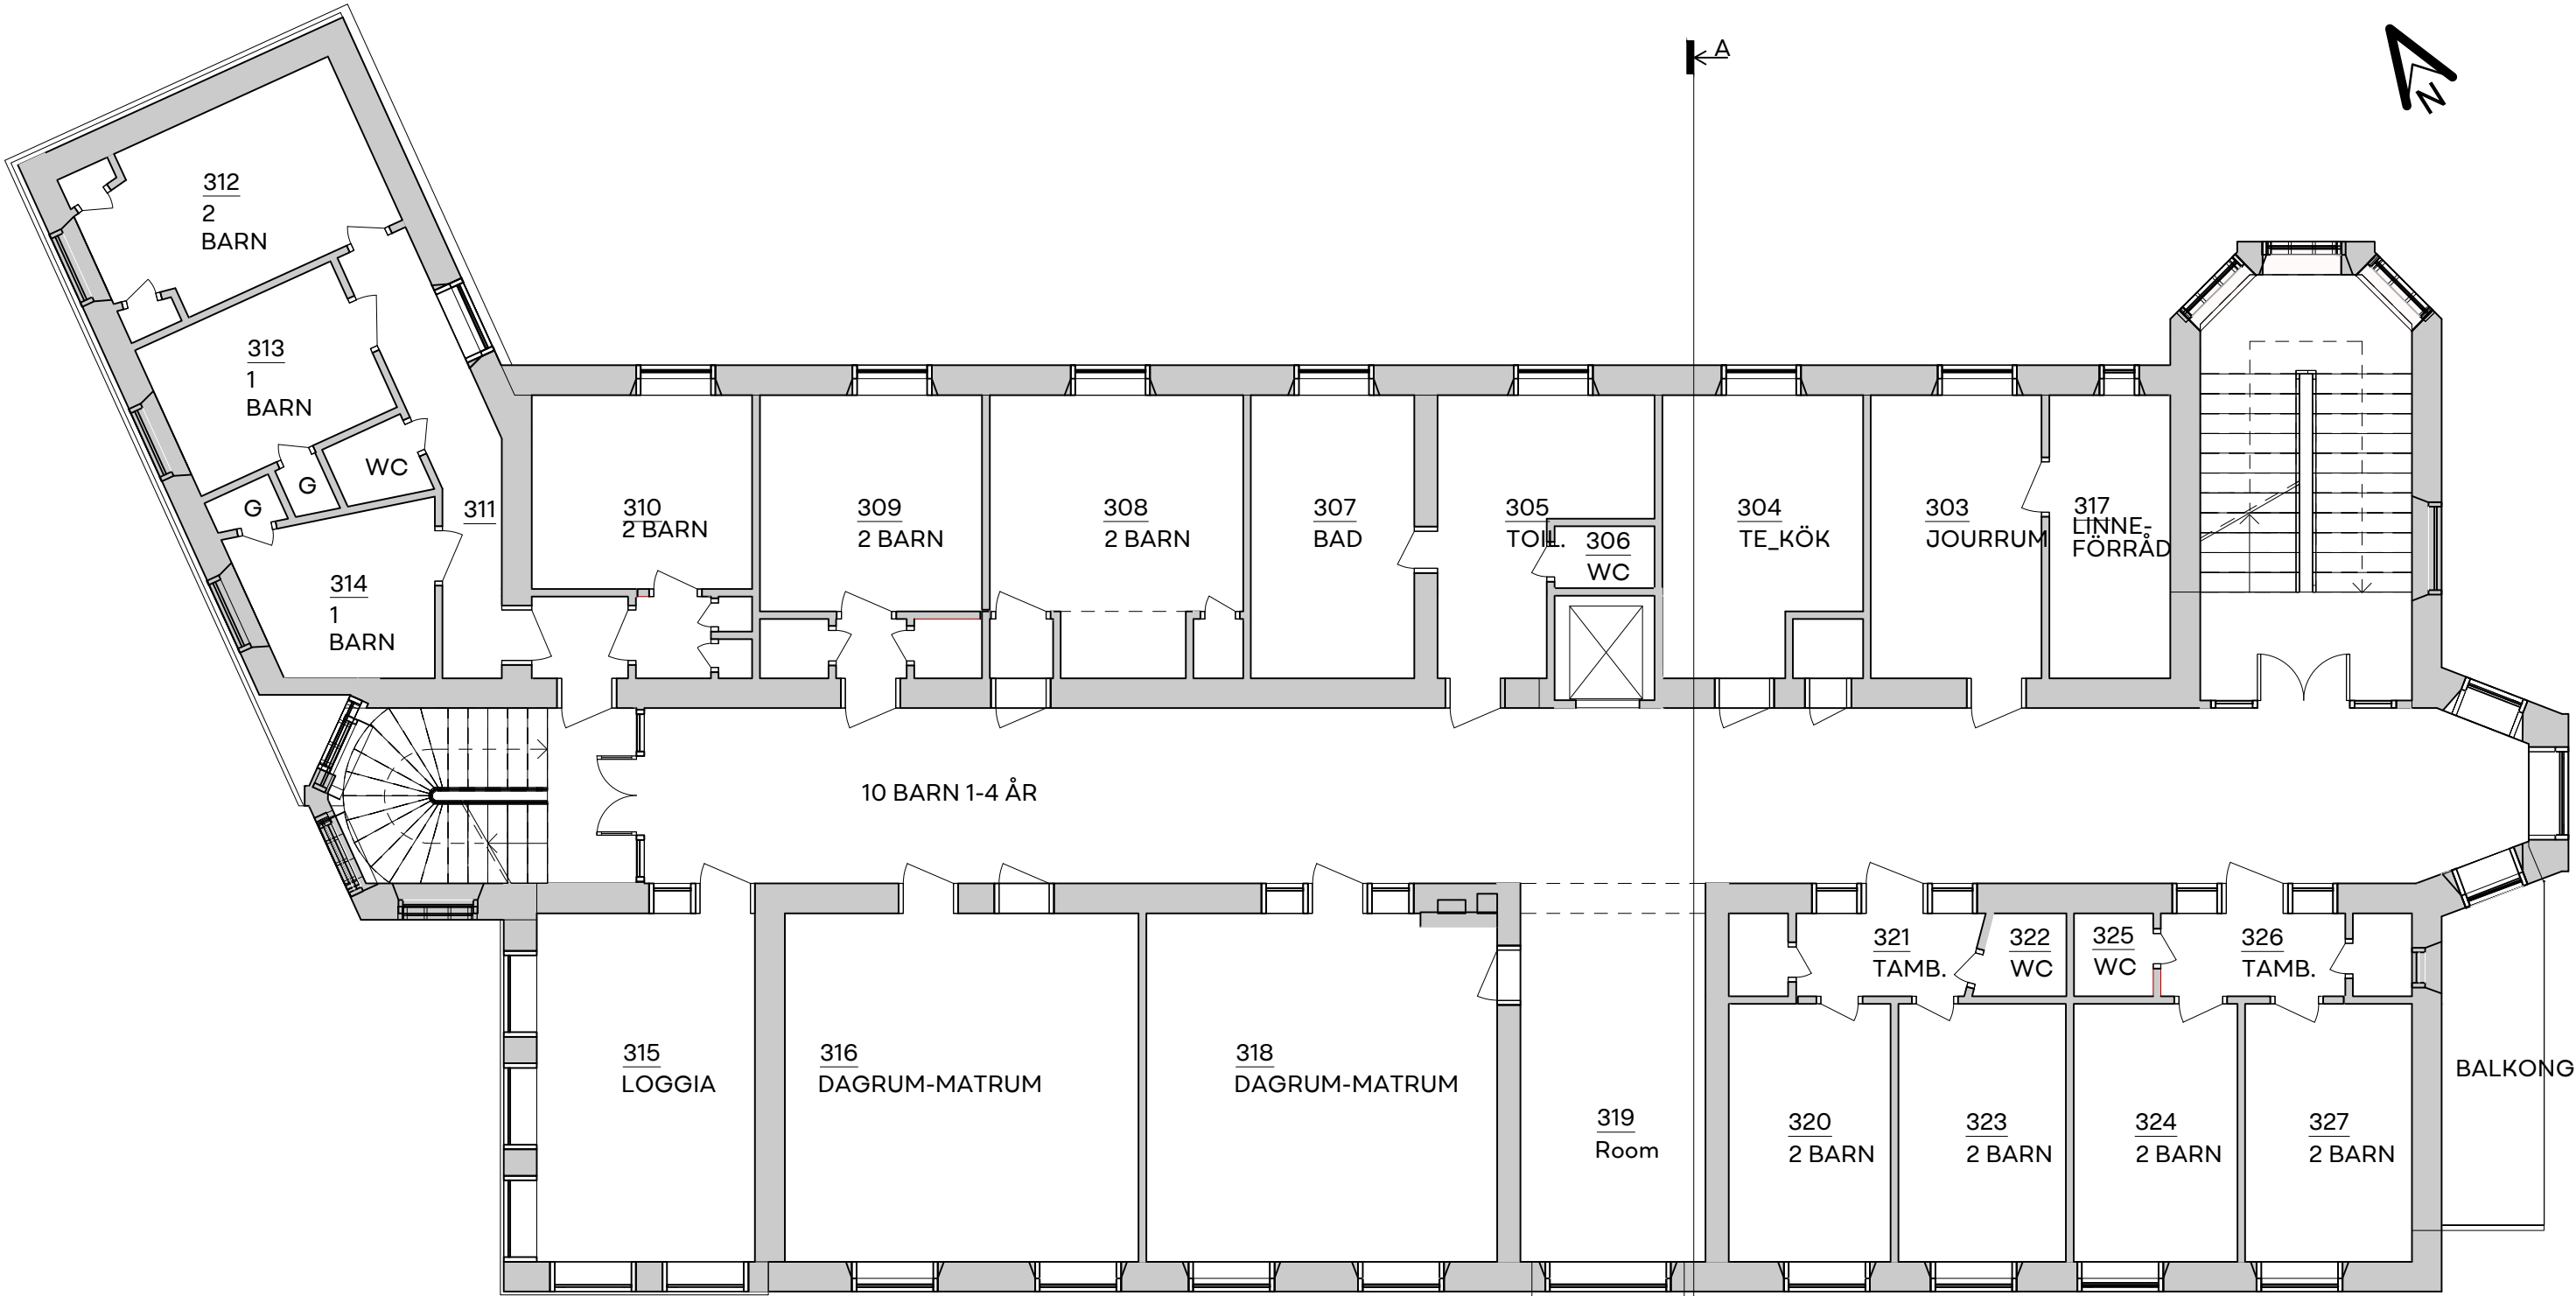 A
N
312
2
BARN
313
1
BARN
WC
G
G
311
314
1
BARN
310
2 BARN
309
2 BARN
308
2 BARN
307
BAD
305
TOIL.
306
WC
304
TE_KÖK
303
JOURRUM
317
LINNE-
FÖRRÅD
10 BARN 1-4 ÅR
315
LOGGIA
316
DAGRUM-MATRUM
318
DAGRUM-MATRUM
319
Room
321
TAMB.
322
WC
325
WC
326
TAMB.
320
2 BARN
323
2 BARN
324
2 BARN
327
2 BARN
BALKONG